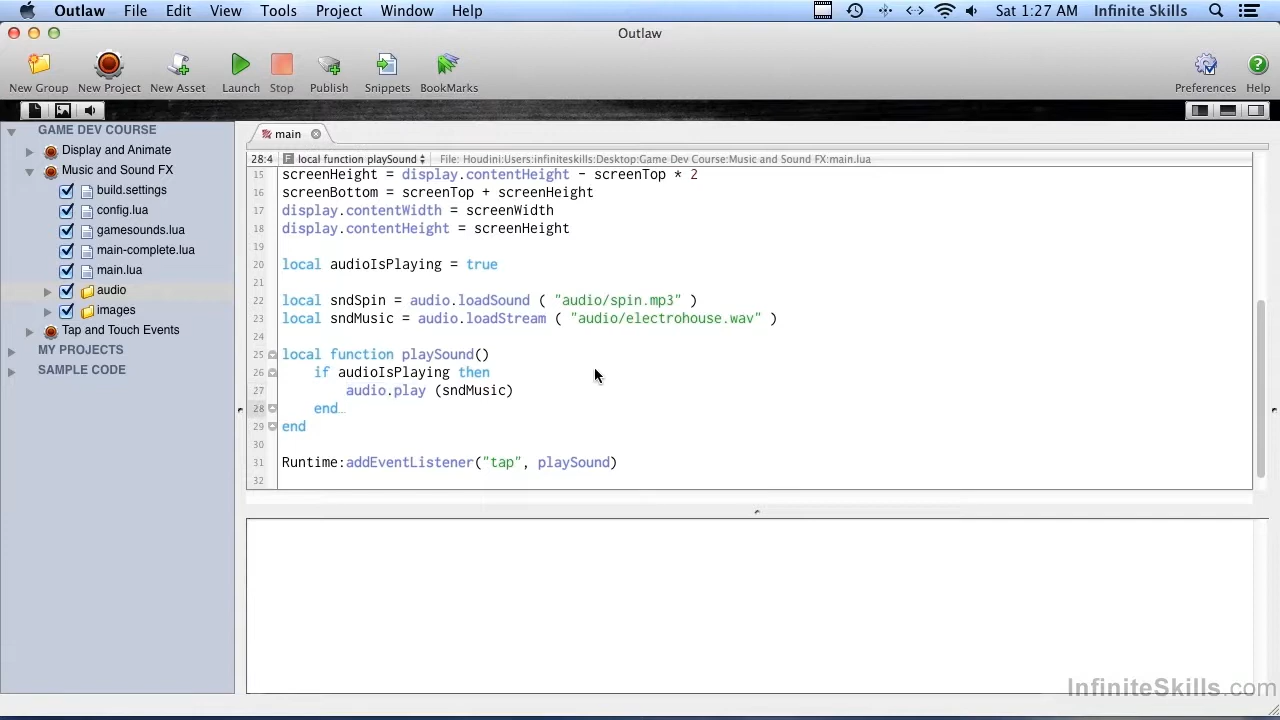 Outlaw File Edit View Tools Project Window Help Sat 1:27 AM Infinite Skills
Outlaw
New Group New Project New Asset Launch Stop Publish Snippets BookMarks Preferences Help
GAME DEV COURSE
Display and Animate
Music and Sound FX
build.settings
config.lua
gamesounds.lua
main-complete.lua
main.lua
audio
images
Tap and Touch Events
MY PROJECTS
SAMPLE CODE
main
28:4 F local function playSound File: Houdini:Users:infiniteskills:Desktop:Game Dev Course:Music and Sound FX:main.lua
15 screenHeight = display.contentHeight - screenTop * 2
16 screenBottom = screenTop + screenHeight
17 display.contentWidth = screenWidth
18 display.contentHeight = screenHeight
19
20 local audioIsPlaying = true
21
22 local sndSpin = audio.loadSound ( "audio/spin.mp3" )
23 local sndMusic = audio.loadStream ( "audio/electrohouse.wav" )
24
25 local function playSound()
26 if audioIsPlaying then
27 audio.play (sndMusic)
28 end
29 end
30
31 Runtime:addEventListener("tap", playSound)
32
InfiniteSkills.com